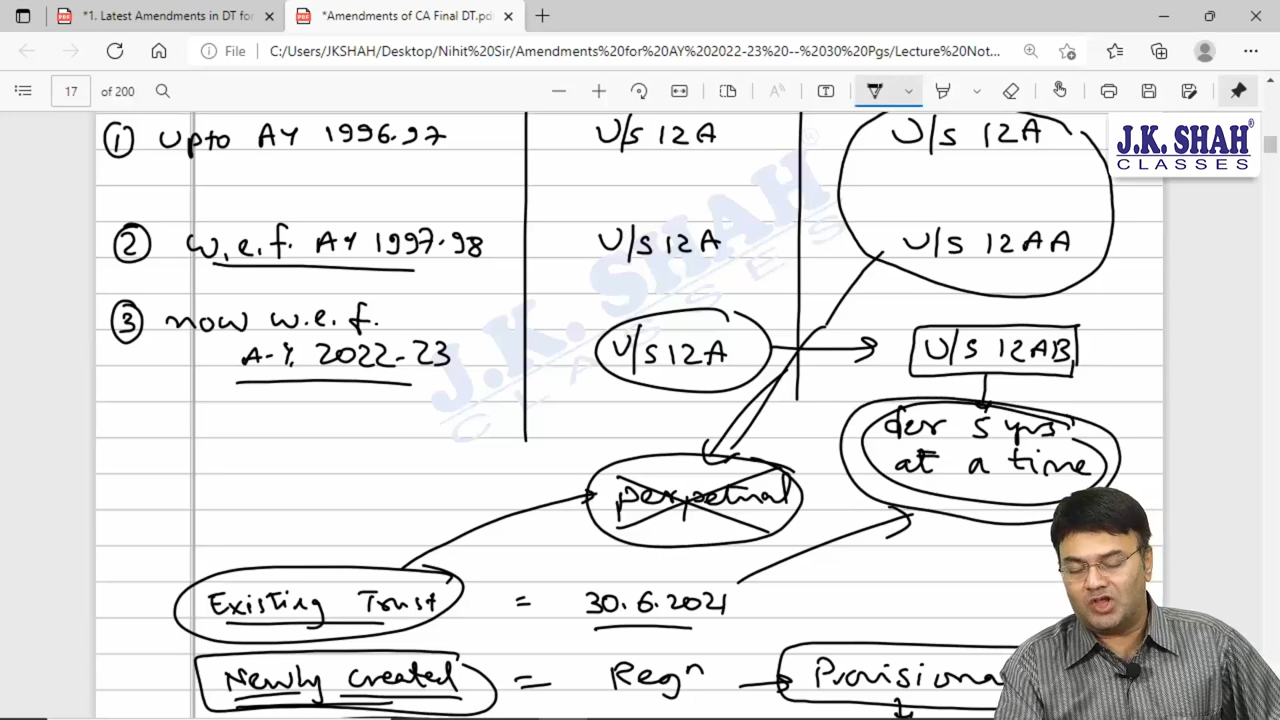 *1. Latest Amendments in DT for
*Amendments of CA Final DT.pd
File C:/Users/JKSHAH/Desktop/Nihit%20Sir/Amendments%20for%20AY%202022-23%20--%2030%20Pgs/Lecture%20Not...
17 of 200
J.K. SHAH®
CLASSES
① Upto AY 1996.97 U/s 12A U/s 12A
② W.e.f. AY 1997.98 U/s 12A U/s 12AA
③ now w.e.f.
A.Y. 2022-23 U/s 12A U/s 12AB
for 5 yrs
at a time
perpetual
Existing Trust = 30.6.2021
Newly created = Regn Provisiona
J.K. SHAH®
CLASSES